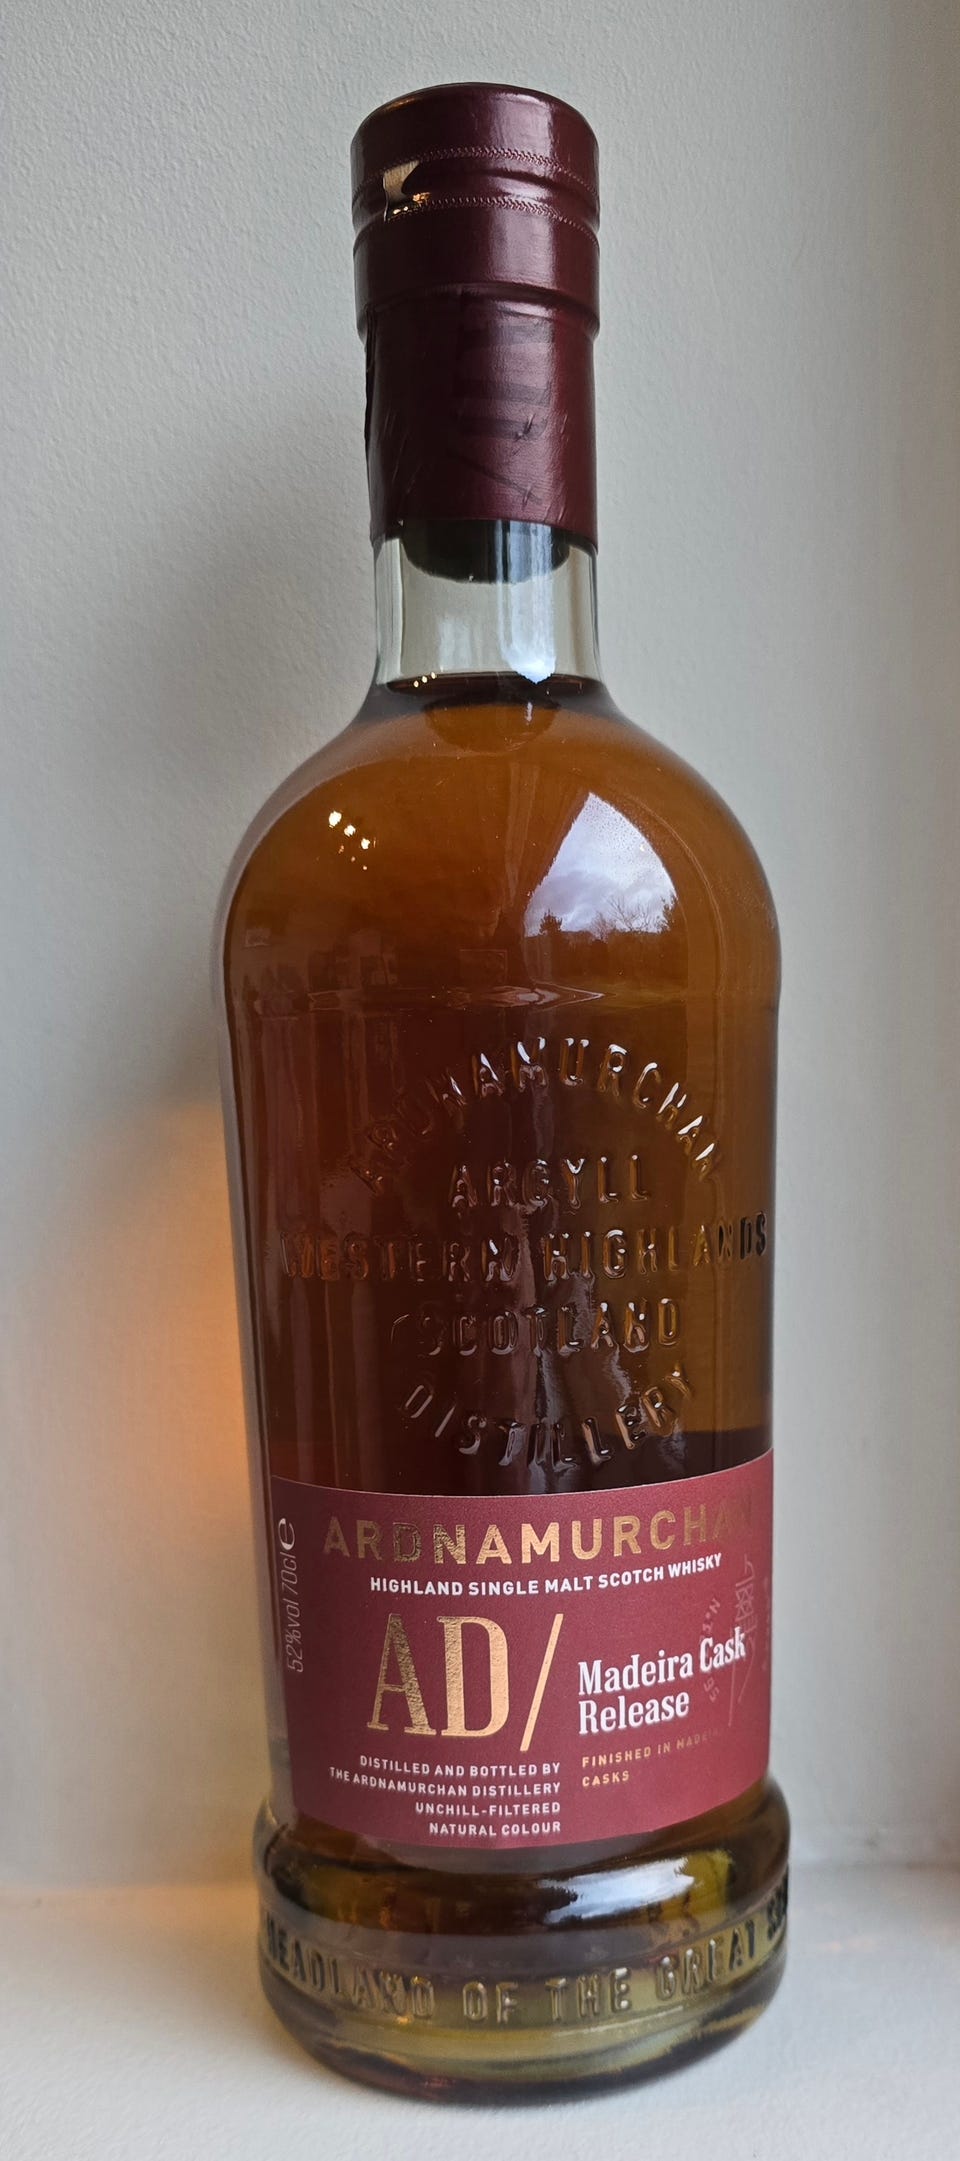 ARDNAMURCHAN
ARGYLL
WESTERN HIGHLANDS
SCOTLAND
DISTILLERY
ARDNAMURCHAN
HIGHLAND SINGLE MALT SCOTCH WHISKY
52%vol 70cl e
AD/
Madeira Cask
Release
FINISHED IN
CASKS
DISTILLED AND BOTTLED BY
THE ARDNAMURCHAN DISTILLERY
UNCHILL-FILTERED
NATURAL COLOUR
HEADLAND OF THE GREAT